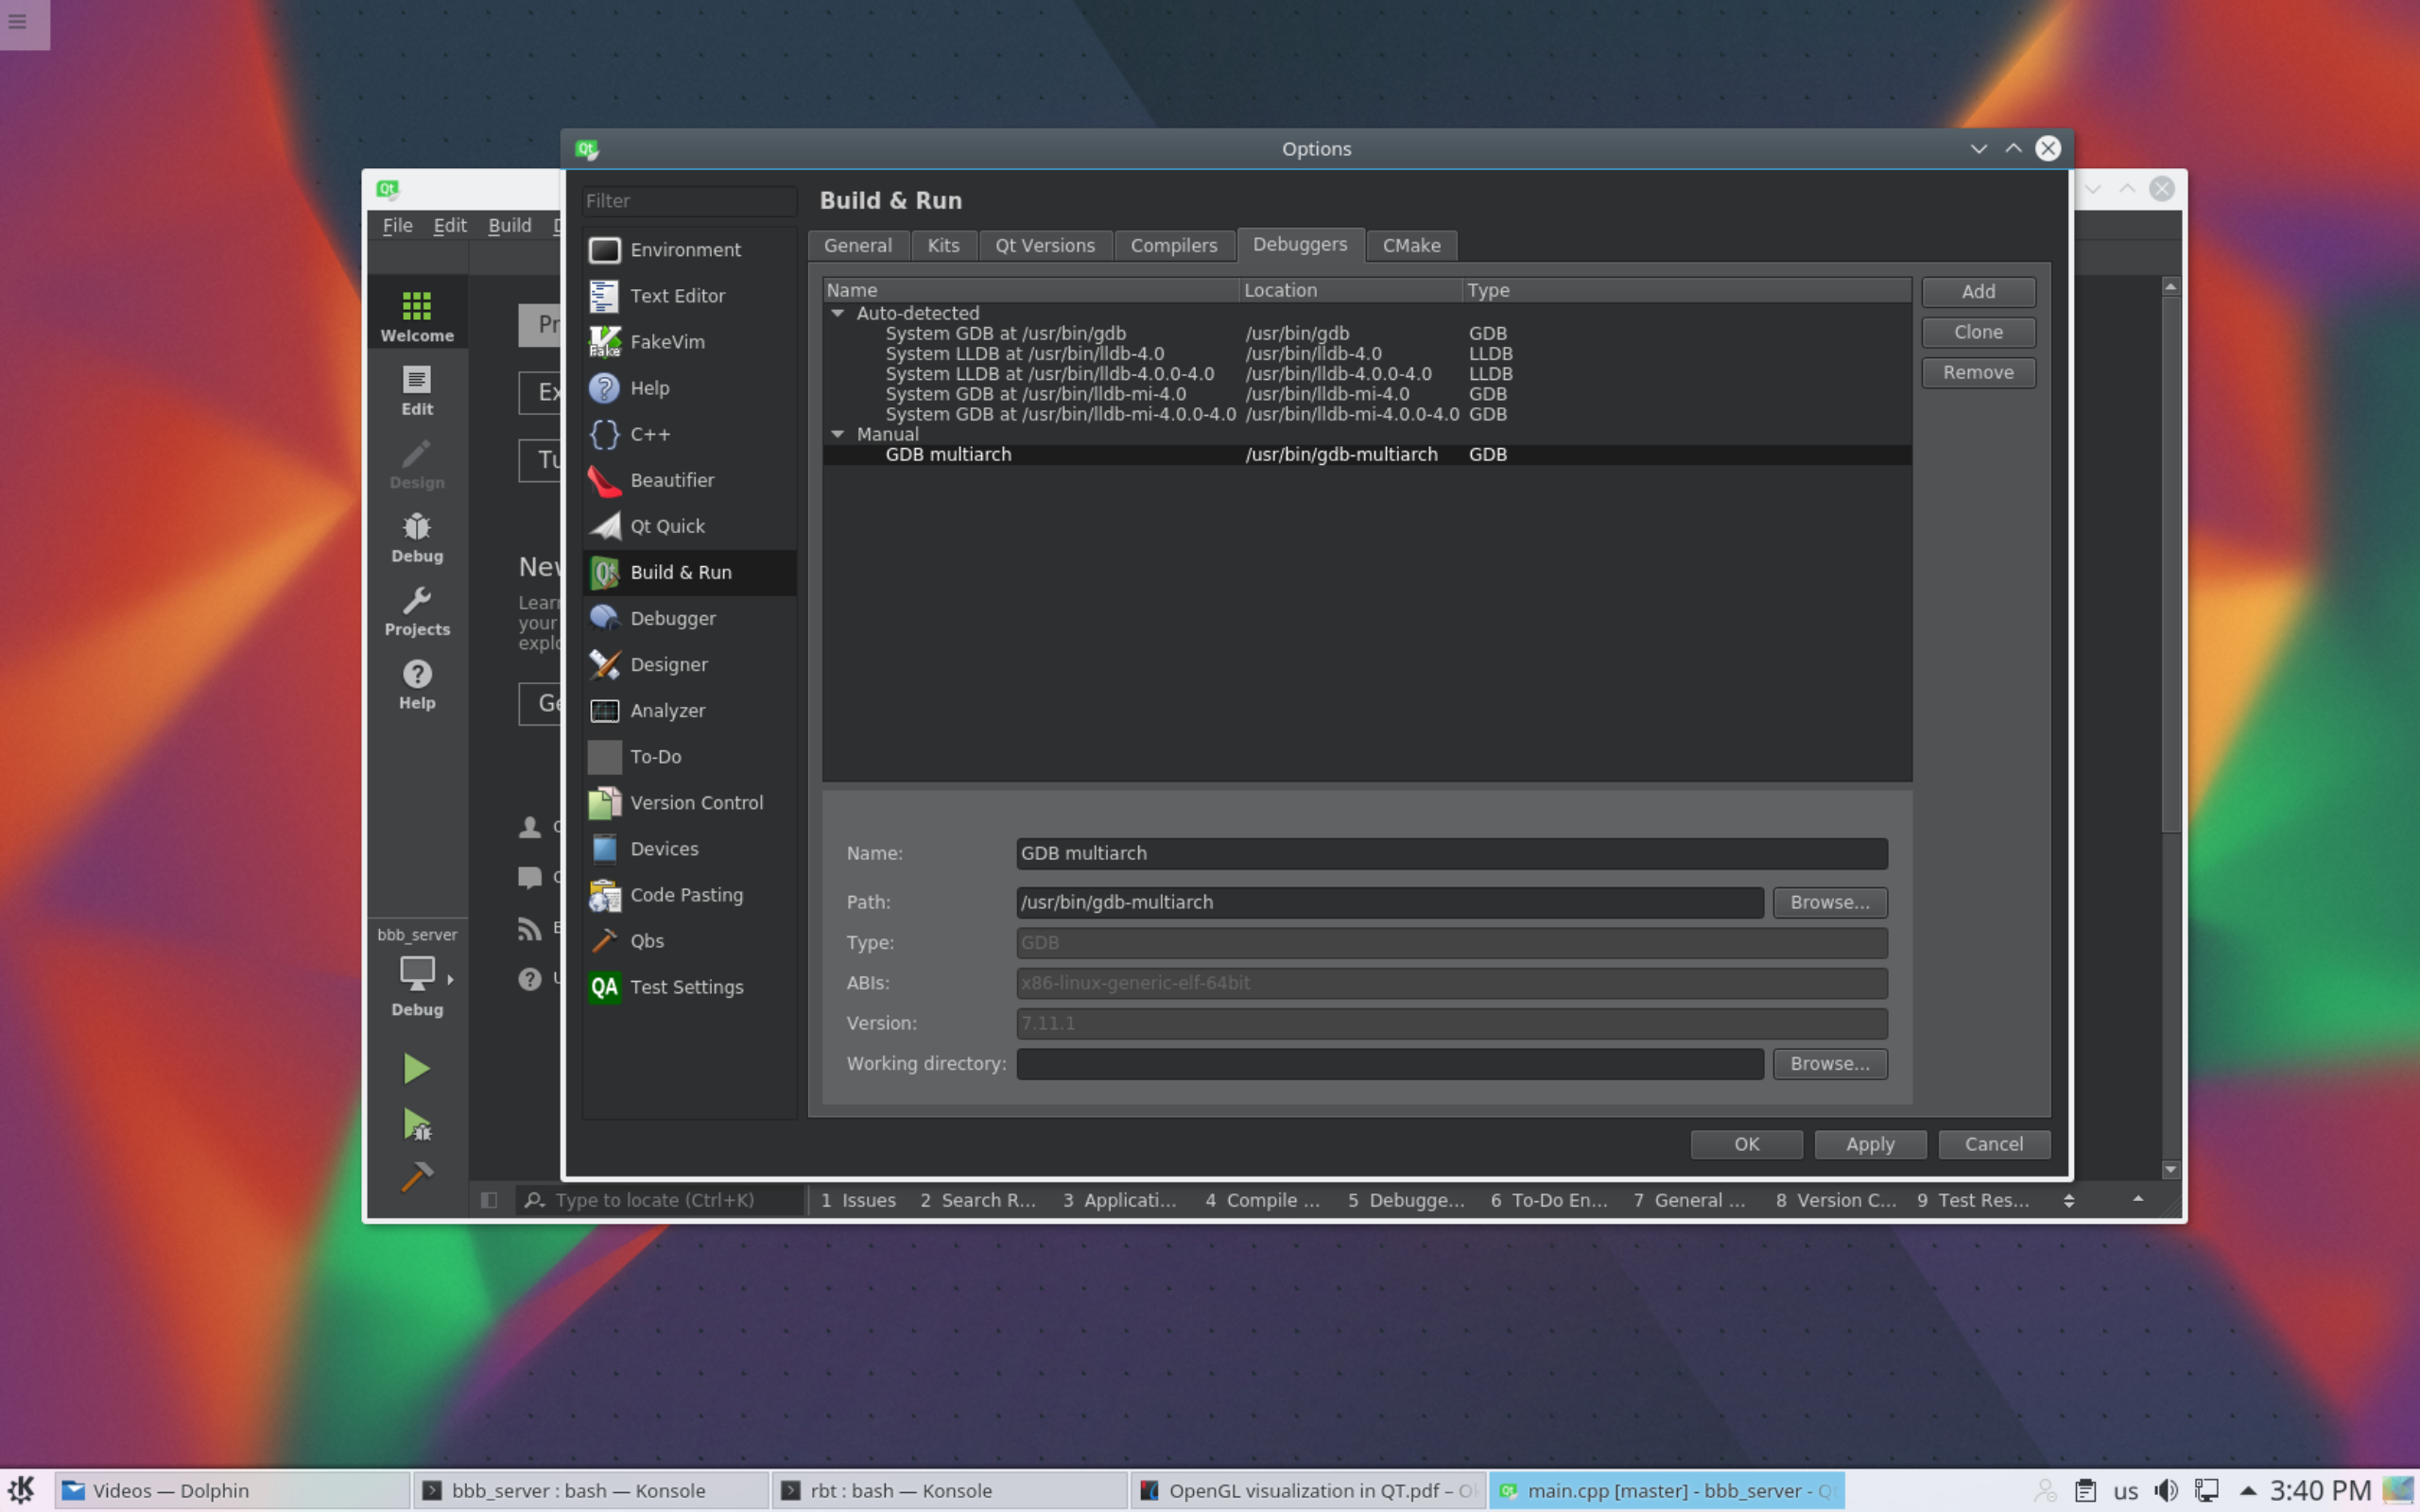 Options
Filter
Build & Run
File Edit Build
General Kits Qt Versions Compilers Debuggers CMake
Environment
Text Editor
FakeVim
Help
C++
Beautifier
Qt Quick
Build & Run
Debugger
Designer
Analyzer
To-Do
Version Control
Devices
Code Pasting
Qbs
QA Test Settings
Name Location Type
Auto-detected
System GDB at /usr/bin/gdb /usr/bin/gdb GDB
System LLDB at /usr/bin/lldb-4.0 /usr/bin/lldb-4.0 LLDB
System LLDB at /usr/bin/lldb-4.0.0-4.0 /usr/bin/lldb-4.0.0-4.0 LLDB
System GDB at /usr/bin/lldb-mi-4.0 /usr/bin/lldb-mi-4.0 GDB
System GDB at /usr/bin/lldb-mi-4.0.0-4.0 /usr/bin/lldb-mi-4.0.0-4.0 GDB
Manual
GDB multiarch /usr/bin/gdb-multiarch GDB
Add
Clone
Remove
Name: GDB multiarch
Path: /usr/bin/gdb-multiarch Browse...
Type: GDB
ABIs: x86-linux-generic-elf-64bit
Version: 7.11.1
Working directory: Browse...
OK Apply Cancel
Welcome
Edit
Design
Debug
Projects
Help
bbb_server
Debug
Pr
Ex
Tu
New
Lear
your
explo
Ge
Type to locate (Ctrl+K) 1 Issues 2 Search R... 3 Applicati... 4 Compile ... 5 Debugge... 6 To-Do En... 7 General ... 8 Version C... 9 Test Res...
Videos — Dolphin bbb_server : bash — Konsole rbt : bash — Konsole OpenGL visualization in QT.pdf – Ok main.cpp [master] - bbb_server - Qt us 3:40 PM